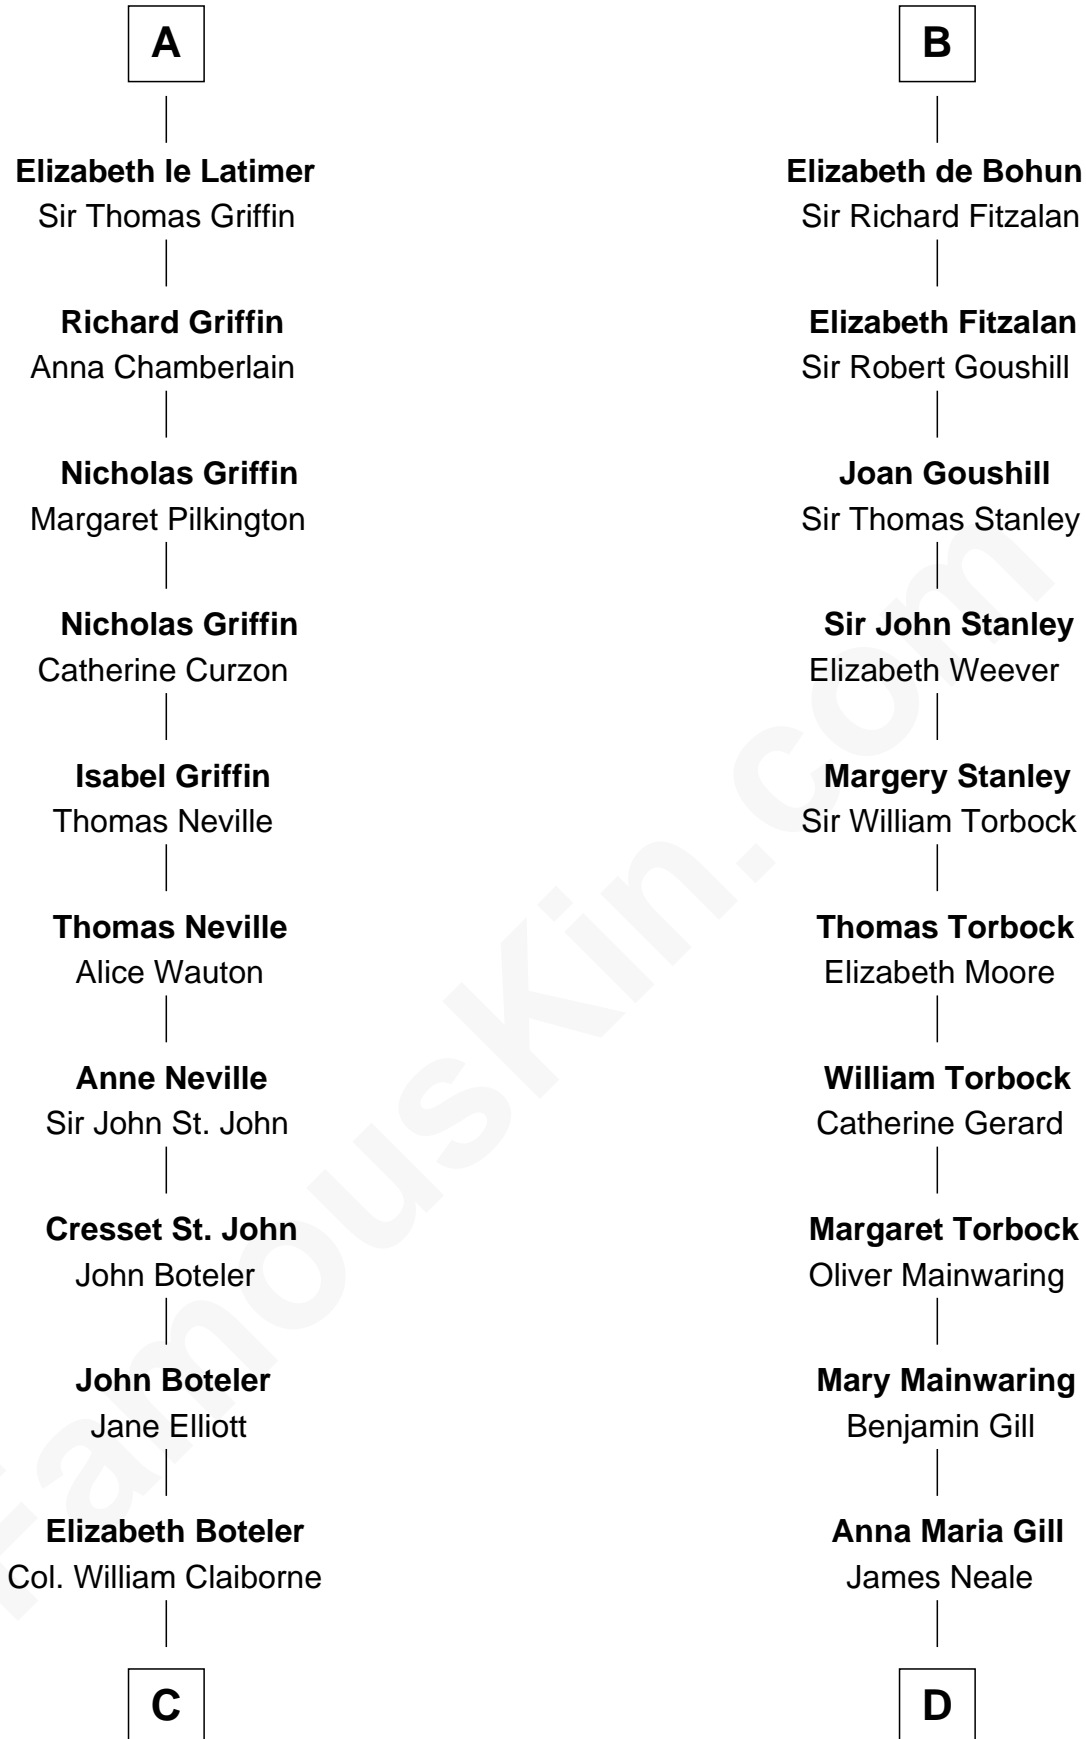 A
Elizabeth le Latimer
Sir Thomas Griffin
Richard Griffin
Anna Chamberlain
Nicholas Griffin
Margaret Pilkington
Nicholas Griffin
Catherine Curzon
Isabel Griffin
Thomas Neville
Thomas Neville
Alice Wauton
Anne Neville
Sir John St. John
Cresset St. John
John Boteler
John Boteler
Jane Elliott
Elizabeth Boteler
Col. William Claiborne
C
B
Elizabeth de Bohun
Sir Richard Fitzalan
Elizabeth Fitzalan
Sir Robert Goushill
Joan Goushill
Sir Thomas Stanley
Sir John Stanley
Elizabeth Weever
Margery Stanley
Sir William Torbock
Thomas Torbock
Elizabeth Moore
William Torbock
Catherine Gerard
Margaret Torbock
Oliver Mainwaring
Mary Mainwaring
Benjamin Gill
Anna Maria Gill
James Neale
D
FamousKin.com